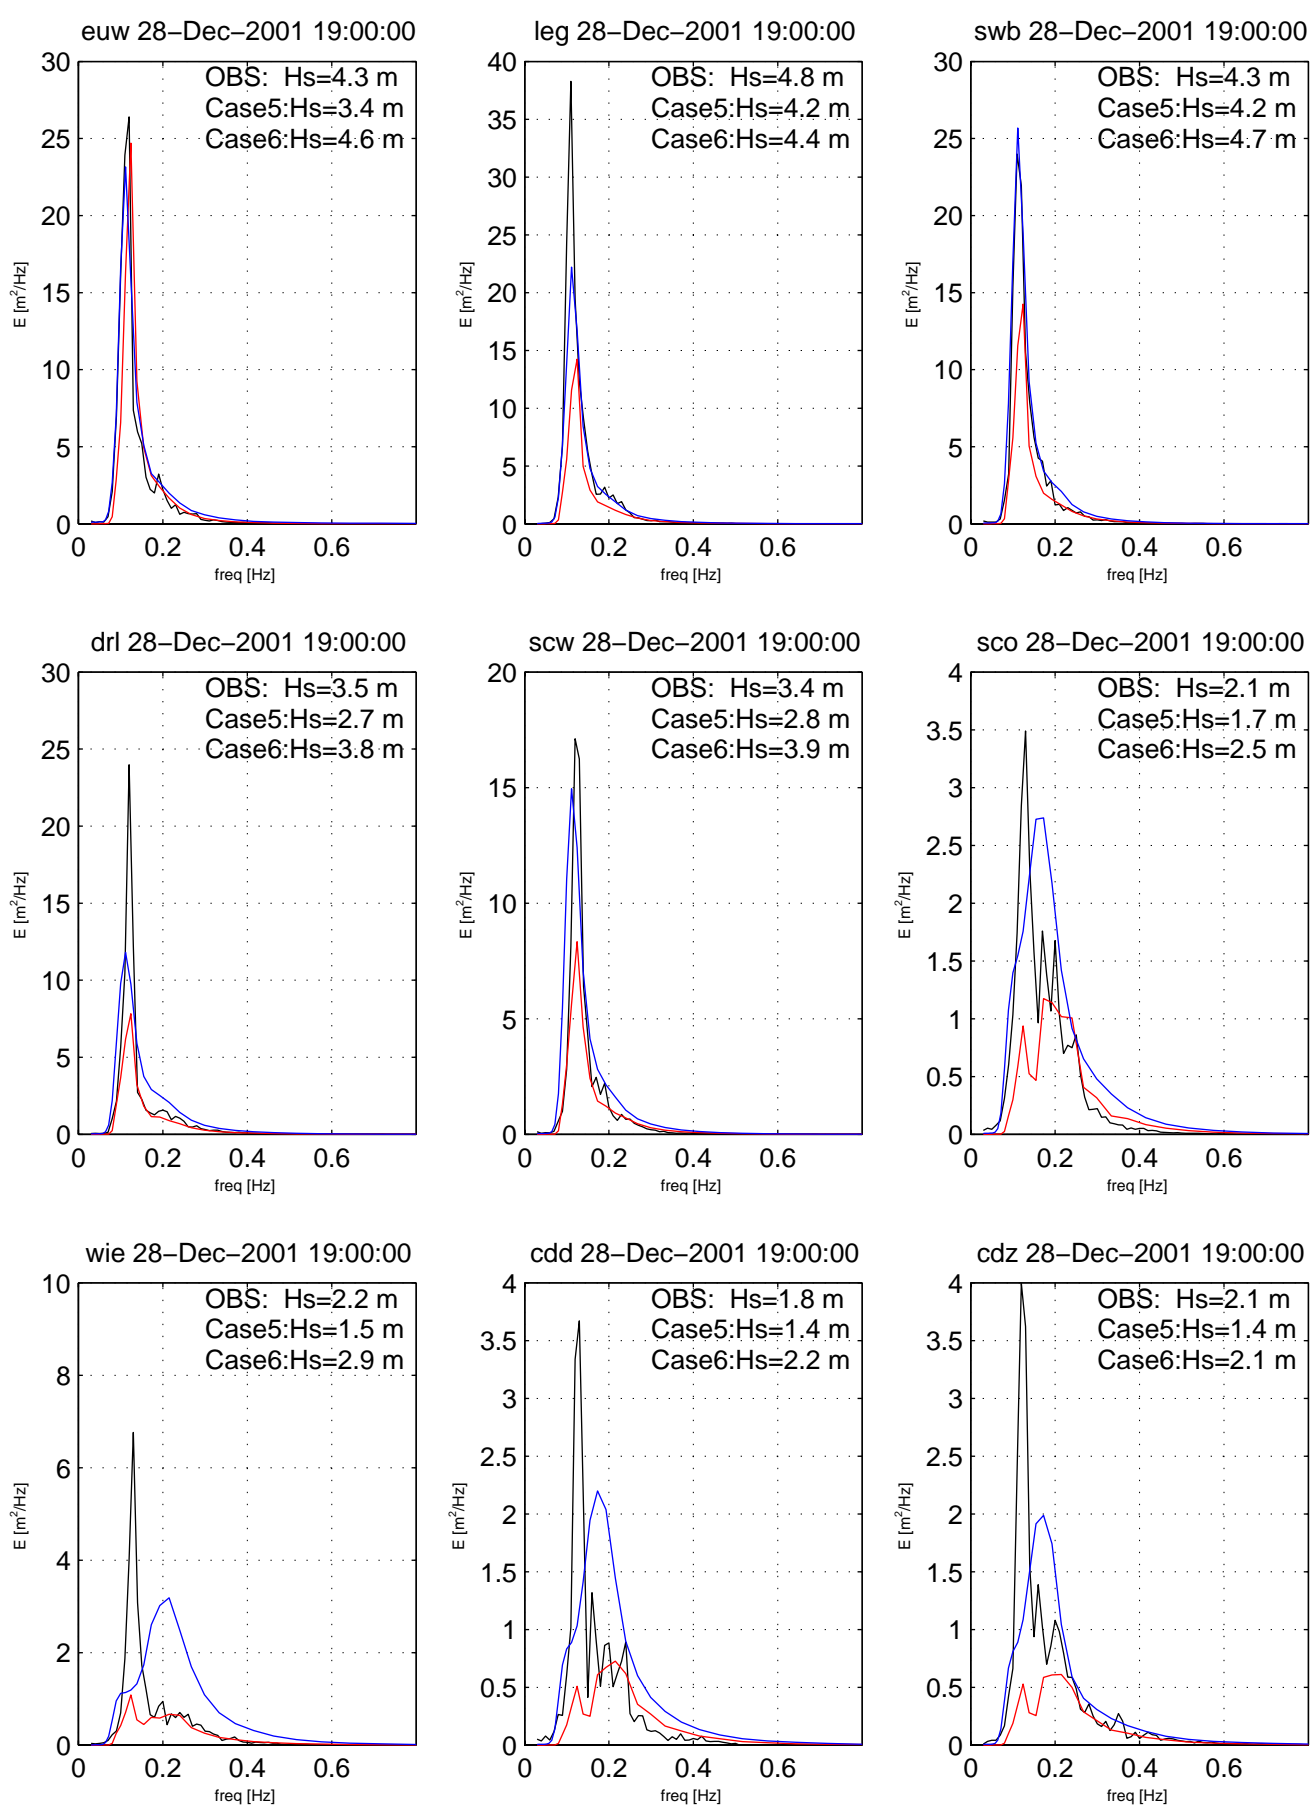 euw 28−Dec−2001 19:00:00
OBS: Hs=4.3 m
Case5:Hs=3.4 m
Case6:Hs=4.6 m
30
25
20
15
10
5
0
E [m²/Hz]
0 0.2 0.4 0.6
freq [Hz]
leg 28−Dec−2001 19:00:00
OBS: Hs=4.8 m
Case5:Hs=4.2 m
Case6:Hs=4.4 m
40
35
30
25
20
15
10
5
0
E [m²/Hz]
0 0.2 0.4 0.6
freq [Hz]
swb 28−Dec−2001 19:00:00
OBS: Hs=4.3 m
Case5:Hs=4.2 m
Case6:Hs=4.7 m
30
25
20
15
10
5
0
E [m²/Hz]
0 0.2 0.4 0.6
freq [Hz]
drl 28−Dec−2001 19:00:00
OBS: Hs=3.5 m
Case5:Hs=2.7 m
Case6:Hs=3.8 m
30
25
20
15
10
5
0
E [m²/Hz]
0 0.2 0.4 0.6
freq [Hz]
scw 28−Dec−2001 19:00:00
OBS: Hs=3.4 m
Case5:Hs=2.8 m
Case6:Hs=3.9 m
20
15
10
5
0
E [m²/Hz]
0 0.2 0.4 0.6
freq [Hz]
sco 28−Dec−2001 19:00:00
OBS: Hs=2.1 m
Case5:Hs=1.7 m
Case6:Hs=2.5 m
4
3.5
3
2.5
2
1.5
1
0.5
0
E [m²/Hz]
0 0.2 0.4 0.6
freq [Hz]
wie 28−Dec−2001 19:00:00
OBS: Hs=2.2 m
Case5:Hs=1.5 m
Case6:Hs=2.9 m
10
8
6
4
2
0
E [m²/Hz]
0 0.2 0.4 0.6
freq [Hz]
cdd 28−Dec−2001 19:00:00
OBS: Hs=1.8 m
Case5:Hs=1.4 m
Case6:Hs=2.2 m
4
3.5
3
2.5
2
1.5
1
0.5
0
E [m²/Hz]
0 0.2 0.4 0.6
freq [Hz]
cdz 28−Dec−2001 19:00:00
OBS: Hs=2.1 m
Case5:Hs=1.4 m
Case6:Hs=2.1 m
4
3.5
3
2.5
2
1.5
1
0.5
0
E [m²/Hz]
0 0.2 0.4 0.6
freq [Hz]